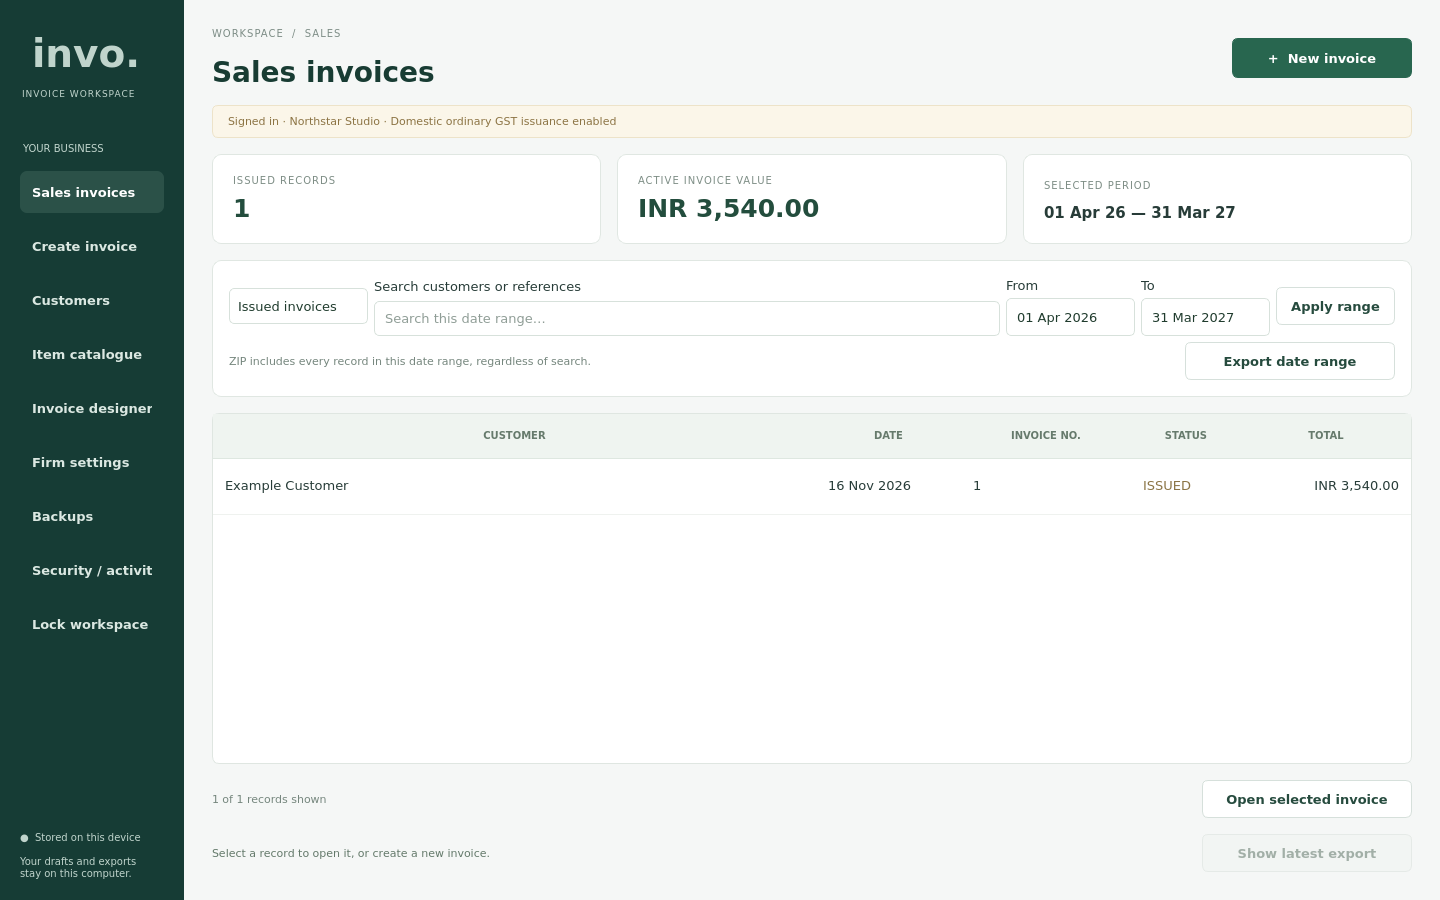 invo.
INVOICE WORKSPACE
YOUR BUSINESS
Sales invoices
Create invoice
Customers
Item catalogue
Invoice designer
Firm settings
Backups
Security / activit
Lock workspace
● Stored on this device
Your drafts and exports
stay on this computer.
WORKSPACE / SALES
Sales invoices
+ New invoice
Signed in · Northstar Studio · Domestic ordinary GST issuance enabled
ISSUED RECORDS
1
ACTIVE INVOICE VALUE
INR 3,540.00
SELECTED PERIOD
01 Apr 26 — 31 Mar 27
Issued invoices
Search customers or references
Search this date range...
From
01 Apr 2026
To
31 Mar 2027
Apply range
ZIP includes every record in this date range, regardless of search.
Export date range
CUSTOMER DATE INVOICE NO. STATUS TOTAL
Example Customer 16 Nov 2026 1 ISSUED INR 3,540.00
1 of 1 records shown
Open selected invoice
Select a record to open it, or create a new invoice.
Show latest export